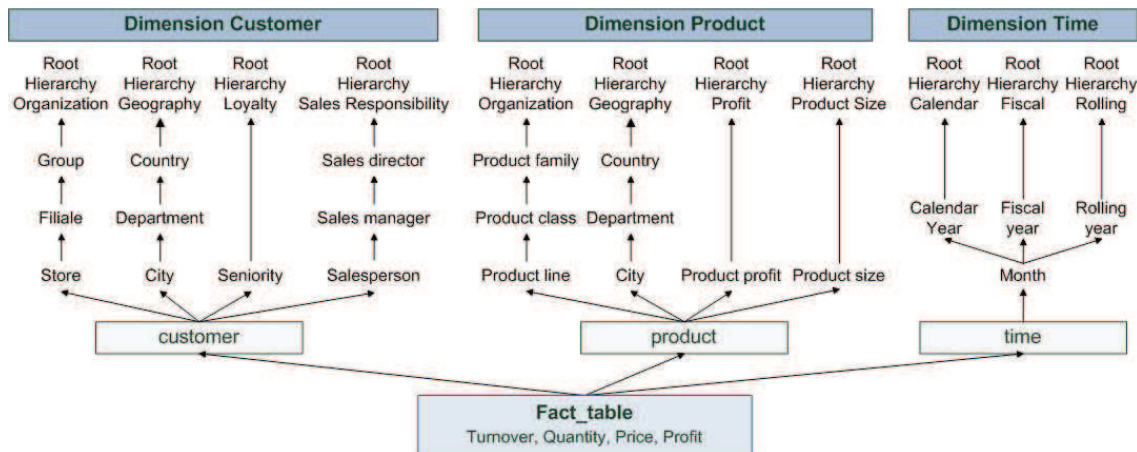 Dimension Customer
Dimension Product
Dimension Time
Root Hierarchy Organization
Root Hierarchy Geography
Root Hierarchy Loyalty
Root Hierarchy Sales Responsibility
Root Hierarchy Organization
Root Hierarchy Geography
Root Hierarchy Profit
Root Hierarchy Product Size
Root Hierarchy Calendar
Root Hierarchy Fiscal
Root Hierarchy Rolling
Group
Country
Sales director
Product family
Country
Filiale
Department
Sales manager
Product class
Department
Calendar Year
Fiscal year
Rolling year
Store
City
Seniority
Salesperson
Product line
City
Product profit
Product size
Month
customer
product
time
Fact_table
Turnover, Quantity, Price, Profit